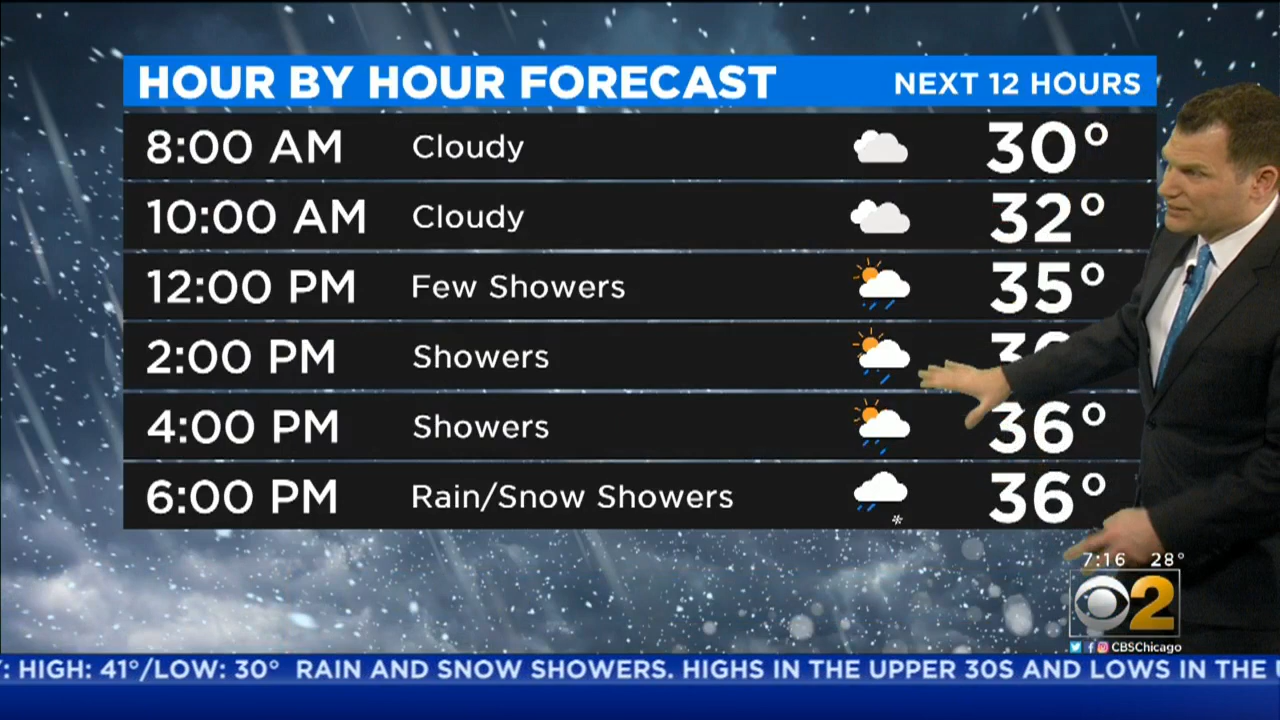 HOUR BY HOUR FORECAST NEXT 12 HOURS
8:00 AM Cloudy 30°
10:00 AM Cloudy 32°
12:00 PM Few Showers 35°
2:00 PM Showers
4:00 PM Showers 36°
6:00 PM Rain/Snow Showers 36°
7:16 28°
2
CBSChicago
: HIGH: 41°/LOW: 30° RAIN AND SNOW SHOWERS. HIGHS IN THE UPPER 30S AND LOWS IN THE